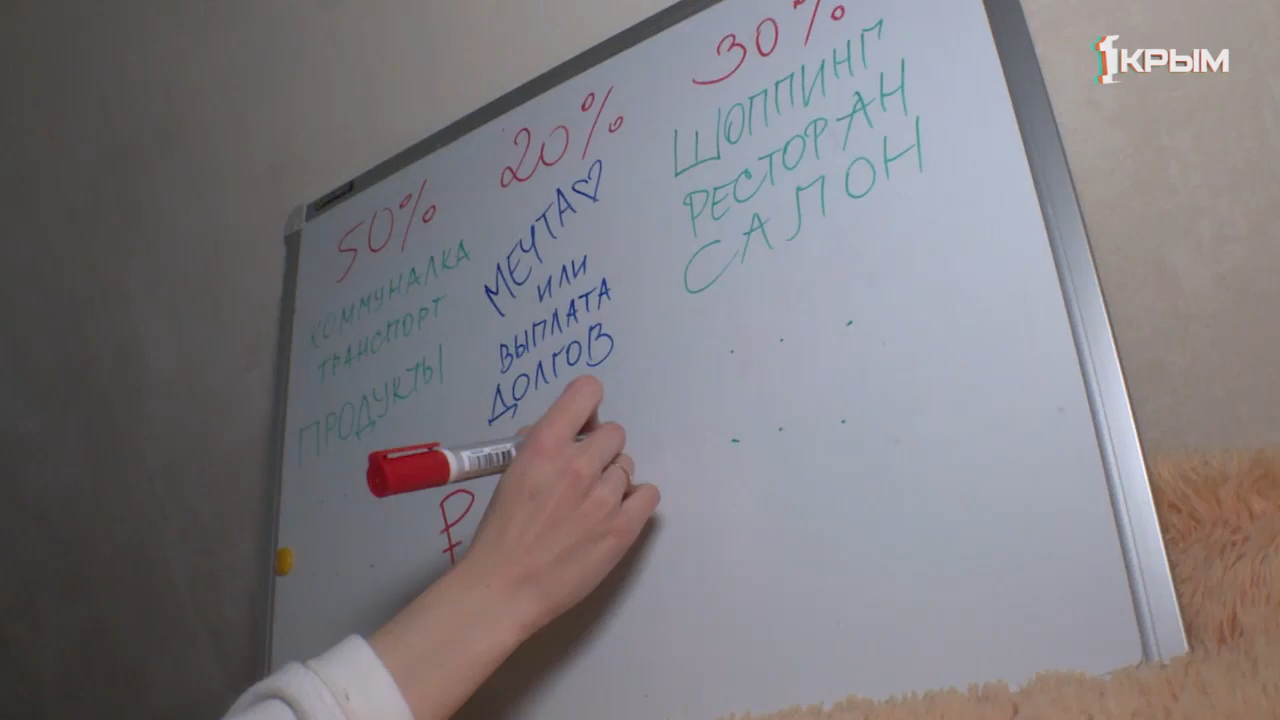 50%
КОММУНАЛКА
ТРАНСПОРТ
ПРОДУКТЫ
₽
20%
МЕЧТА♡
ИЛИ
ВЫПЛАТА
ДОЛГОВ
30%
ШОППИНГ
РЕСТОРАН
САЛОН
1КРЫМ